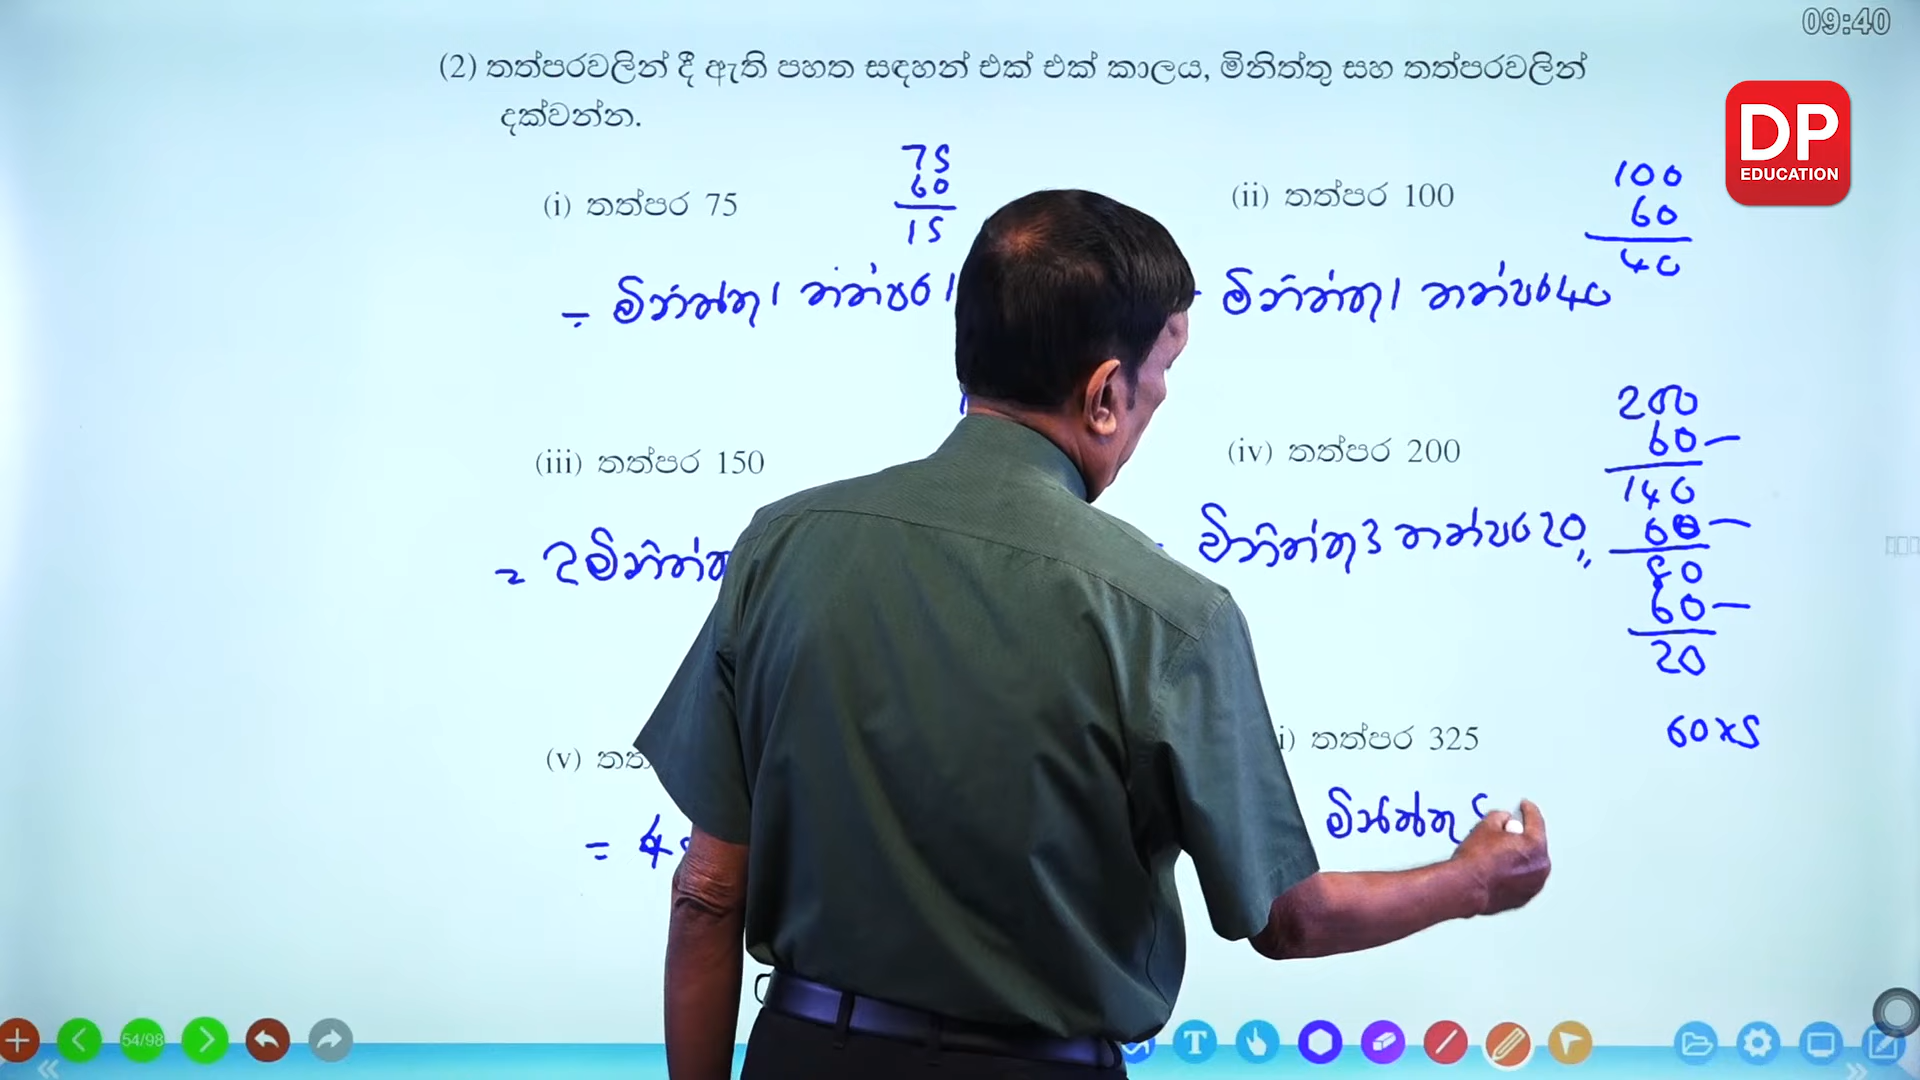 09:40
(2) තත්පරවලින් දී ඇති පහත සඳහන් එක් එක් කාලය, මිනිත්තු සහ තත්පරවලින්
දක්වන්න.
DP
EDUCATION
(i) තත්පර 75
75
60
15
= මිනිත්තු 1 තත්පර 1
(ii) තත්පර 100
100
60
40
මිනිත්තු 1 තත්පර 40
(iii) තත්පර 150
= 2 මිනිත්තු
(iv) තත්පර 200
200
60 —
140
60 —
80
60 —
20
මිනිත්තු 3 තත්පර 20,,
(v) තත්
= 4
i) තත්පර 325
60x5
මිනිත්තු 5
54/98
T